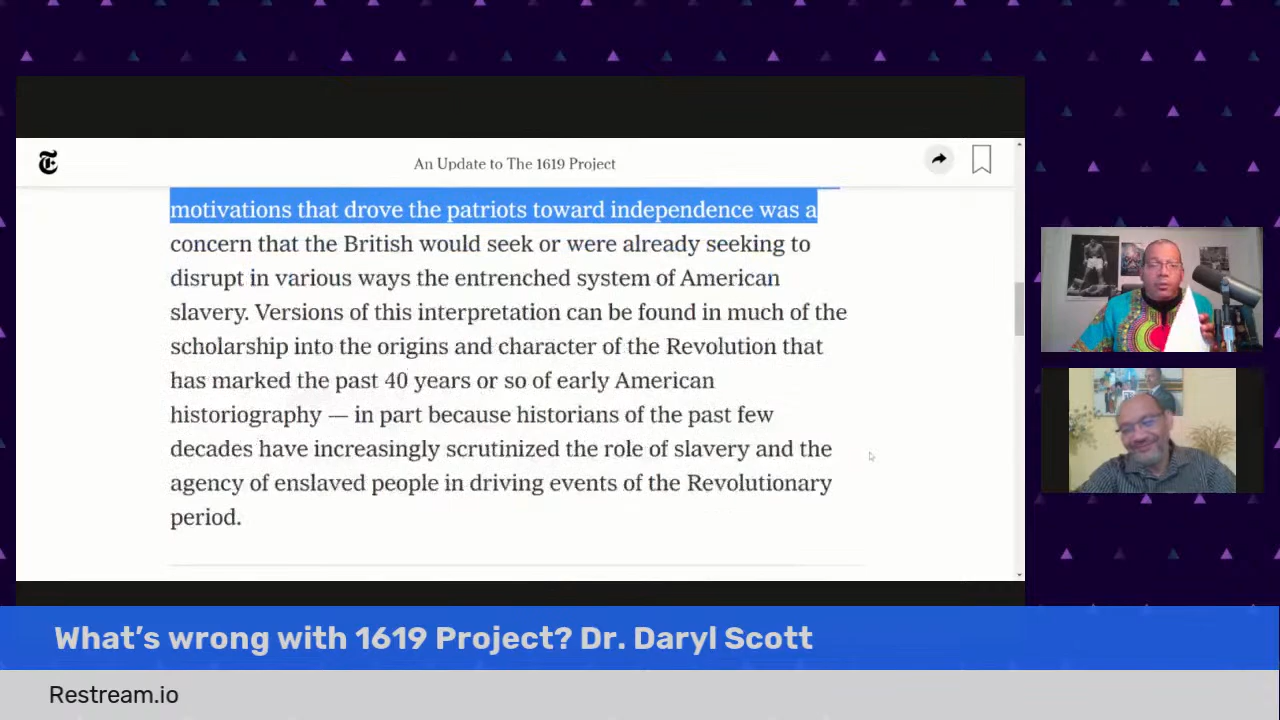 An Update to The 1619 Project
motivations that drove the patriots toward independence was a
concern that the British would seek or were already seeking to
disrupt in various ways the entrenched system of American
slavery. Versions of this interpretation can be found in much of the
scholarship into the origins and character of the Revolution that
has marked the past 40 years or so of early American
historiography — in part because historians of the past few
decades have increasingly scrutinized the role of slavery and the
agency of enslaved people in driving events of the Revolutionary
period.
What's wrong with 1619 Project? Dr. Daryl Scott
Restream.io